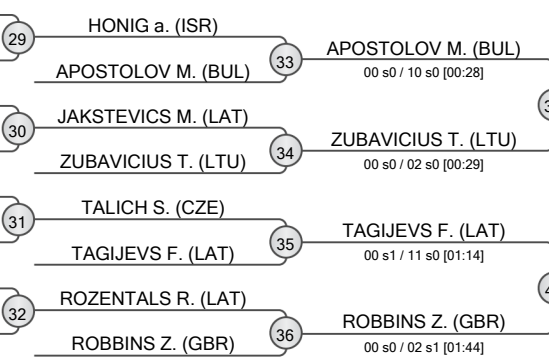 29
HONIG a. (ISR)
33
APOSTOLOV M. (BUL)
APOSTOLOV M. (BUL)
00 s0 / 10 s0 [00:28]
30
JAKSTEVICS M. (LAT)
34
ZUBAVICIUS T. (LTU)
ZUBAVICIUS T. (LTU)
00 s0 / 02 s0 [00:29]
31
TALICH S. (CZE)
35
TAGIJEVS F. (LAT)
TAGIJEVS F. (LAT)
00 s1 / 11 s0 [01:14]
32
ROZENTALS R. (LAT)
36
ROBBINS Z. (GBR)
ROBBINS Z. (GBR)
00 s0 / 02 s1 [01:44]